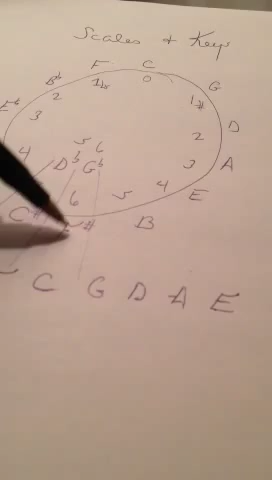 Scales & Keys
F C
B♭ 1♭ 0 G
E♭ 2 1# D
3 2
5 6 3 A
4 D♭ G♭ 4 E
C# 6 5
# B
C G D A E